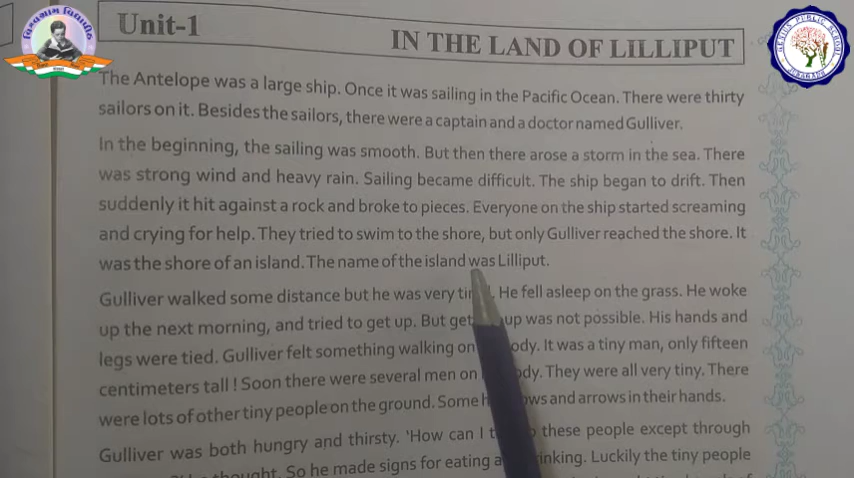 વિશ્વગ્રામ વિદ્યાપીઠ
GENIUS PUBLIC SCHOOL
Unit-1
IN THE LAND OF LILLIPUT
The Antelope was a large ship. Once it was sailing in the Pacific Ocean. There were thirty
sailors on it. Besides the sailors, there were a captain and a doctor named Gulliver.
In the beginning, the sailing was smooth. But then there arose a storm in the sea. There
was strong wind and heavy rain. Sailing became difficult. The ship began to drift. Then
suddenly it hit against a rock and broke to pieces. Everyone on the ship started screaming
and crying for help. They tried to swim to the shore, but only Gulliver reached the shore. It
was the shore of an island. The name of the island was Lilliput.
Gulliver walked some distance but he was very He fell asleep on the grass. He woke
up the next morning, and tried to get up. But up was not possible. His hands and
legs were tied. Gulliver felt something walking on It was a tiny man, only fifteen
centimeters tall ! Soon there were several men on They were all very tiny. There
were lots of other tiny people on the ground. Some and arrows in their hands.
Gulliver was both hungry and thirsty. 'How can I these people except through
thought. So he made signs for eating Luckily the tiny people